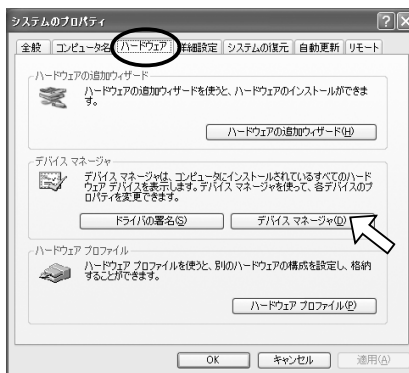 システムのプロパティ
全般 コンピュータ名 ハードウェア 詳細設定 システムの復元 自動更新 リモート
ハードウェアの追加ウィザード
ハードウェアの追加ウィザードを使うと、ハードウェアのインストールができま
す。
ハードウェアの追加ウィザード(H)
デバイス マネージャ
デバイス マネージャは、コンピュータにインストールされているすべてのハード
ウェア デバイスを表示します。デバイス マネージャを使って、各デバイスのプ
ロパティを変更できます。
ドライバの署名(S) デバイス マネージャ(D)
ハードウェア プロファイル
ハードウェア プロファイルを使うと、別のハードウェアの構成を設定し、格納
することができます。
ハードウェア プロファイル(P)
OK キャンセル 適用(A)